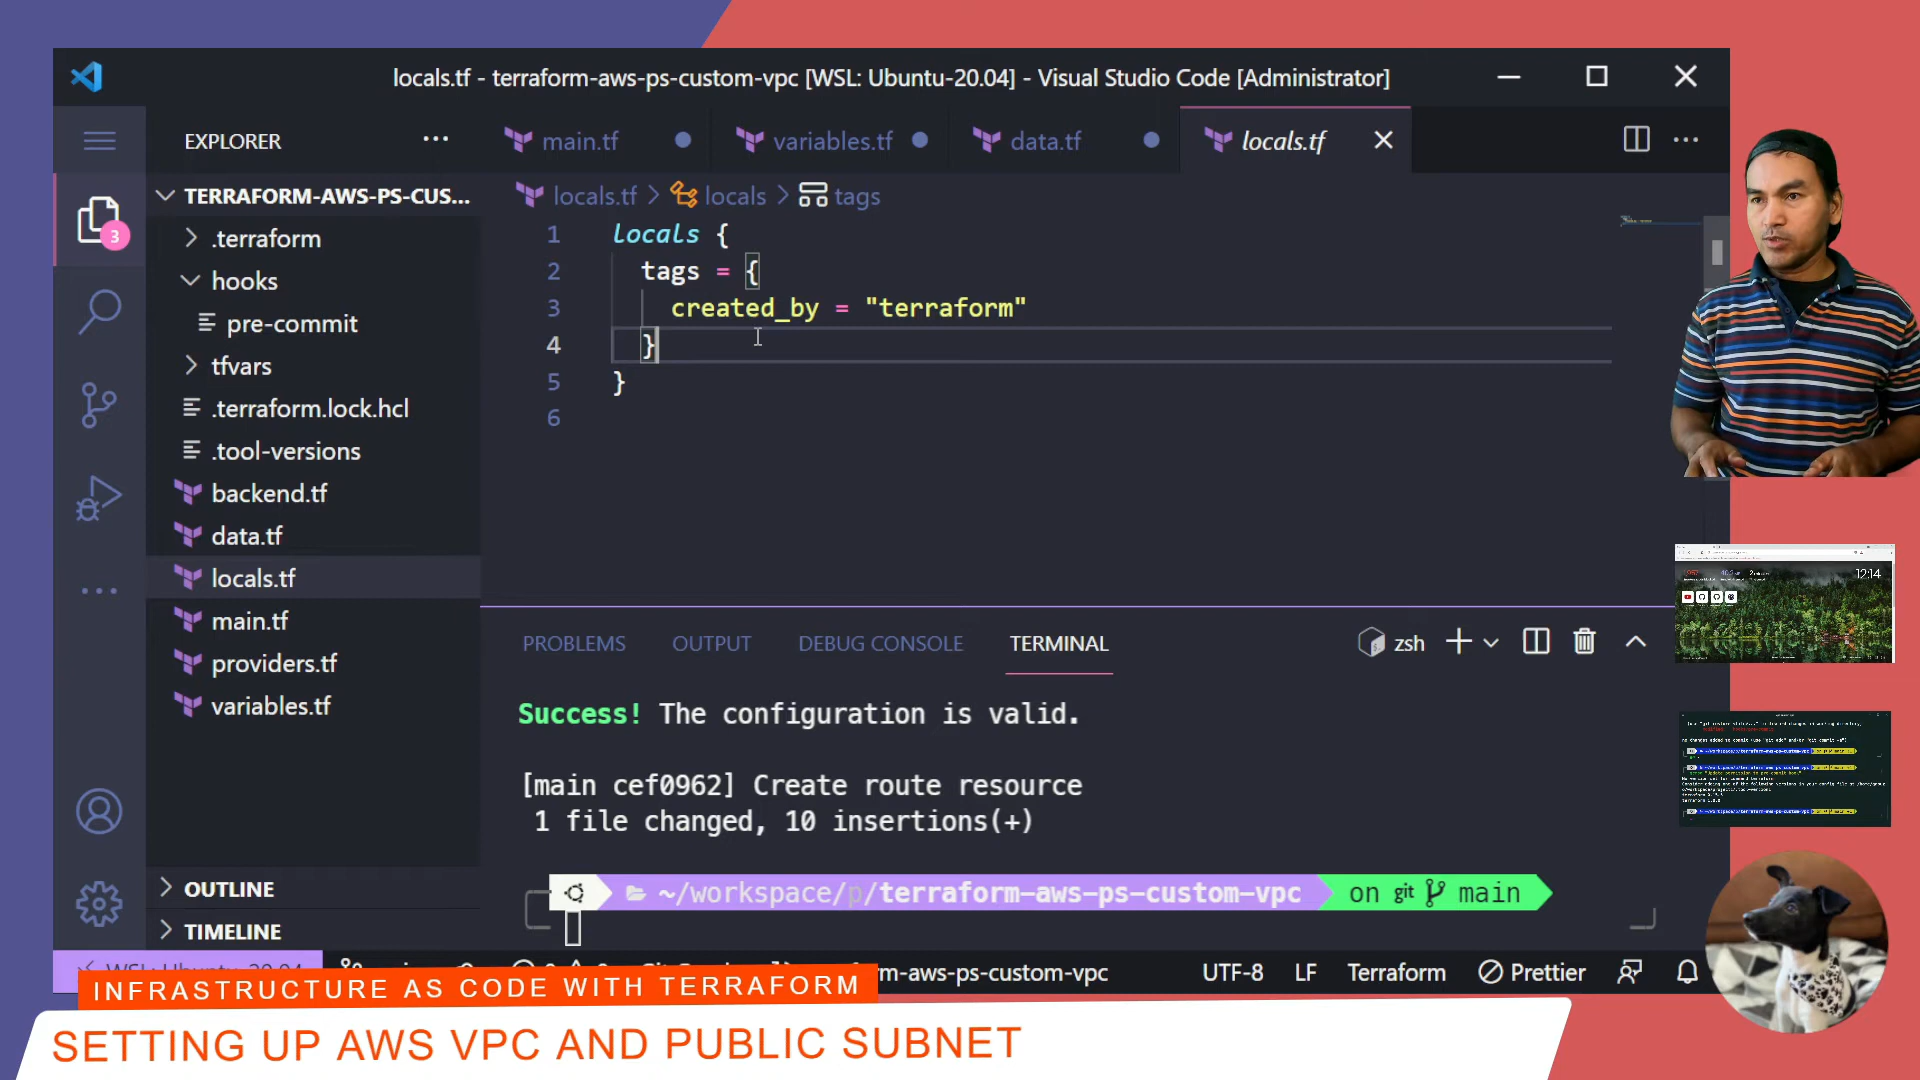 locals.tf - terraform-aws-ps-custom-vpc [WSL: Ubuntu-20.04] - Visual Studio Code [Administrator]
EXPLORER ···
main.tf
variables.tf
data.tf
locals.tf
3
TERRAFORM-AWS-PS-CUS...
.terraform
hooks
pre-commit
tfvars
.terraform.lock.hcl
.tool-versions
backend.tf
data.tf
locals.tf
main.tf
providers.tf
variables.tf
OUTLINE
TIMELINE
locals.tf > locals > tags
1 locals {
2 tags = {
3 created_by = "terraform"
4 }
5 }
6
PROBLEMS OUTPUT DEBUG CONSOLE TERMINAL
zsh
Success! The configuration is valid.
[main cef0962] Create route resource
1 file changed, 10 insertions(+)
~/workspace/p/terraform-aws-ps-custom-vpc on git main
rm-aws-ps-custom-vpc
UTF-8 LF Terraform Prettier
12:14
INFRASTRUCTURE AS CODE WITH TERRAFORM
SETTING UP AWS VPC AND PUBLIC SUBNET